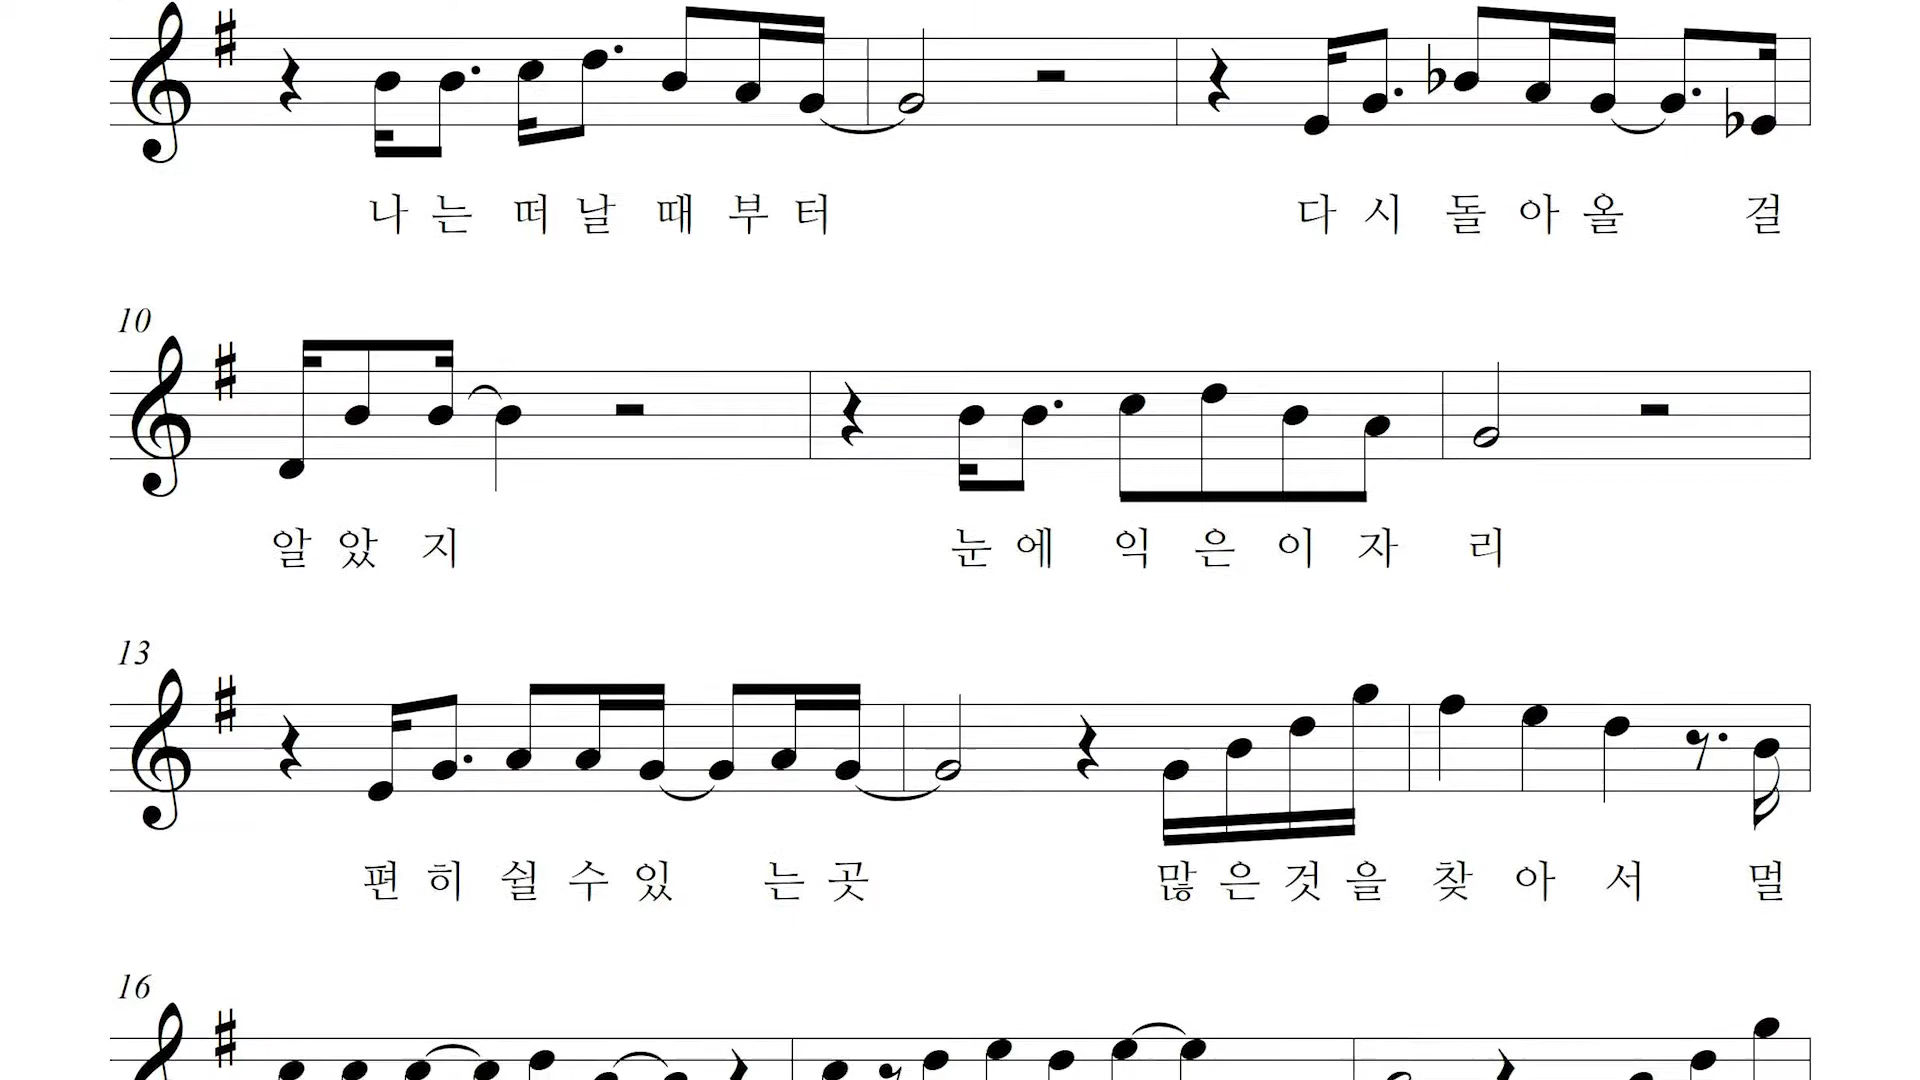 나 는 떠 날 때 부 터 다 시 돌 아 올 걸
10
알 았 지 눈 에 익 은 이 자 리
13
편 히 쉴 수 있 는 곳 많 은 것 을 찾 아 서 멀
16